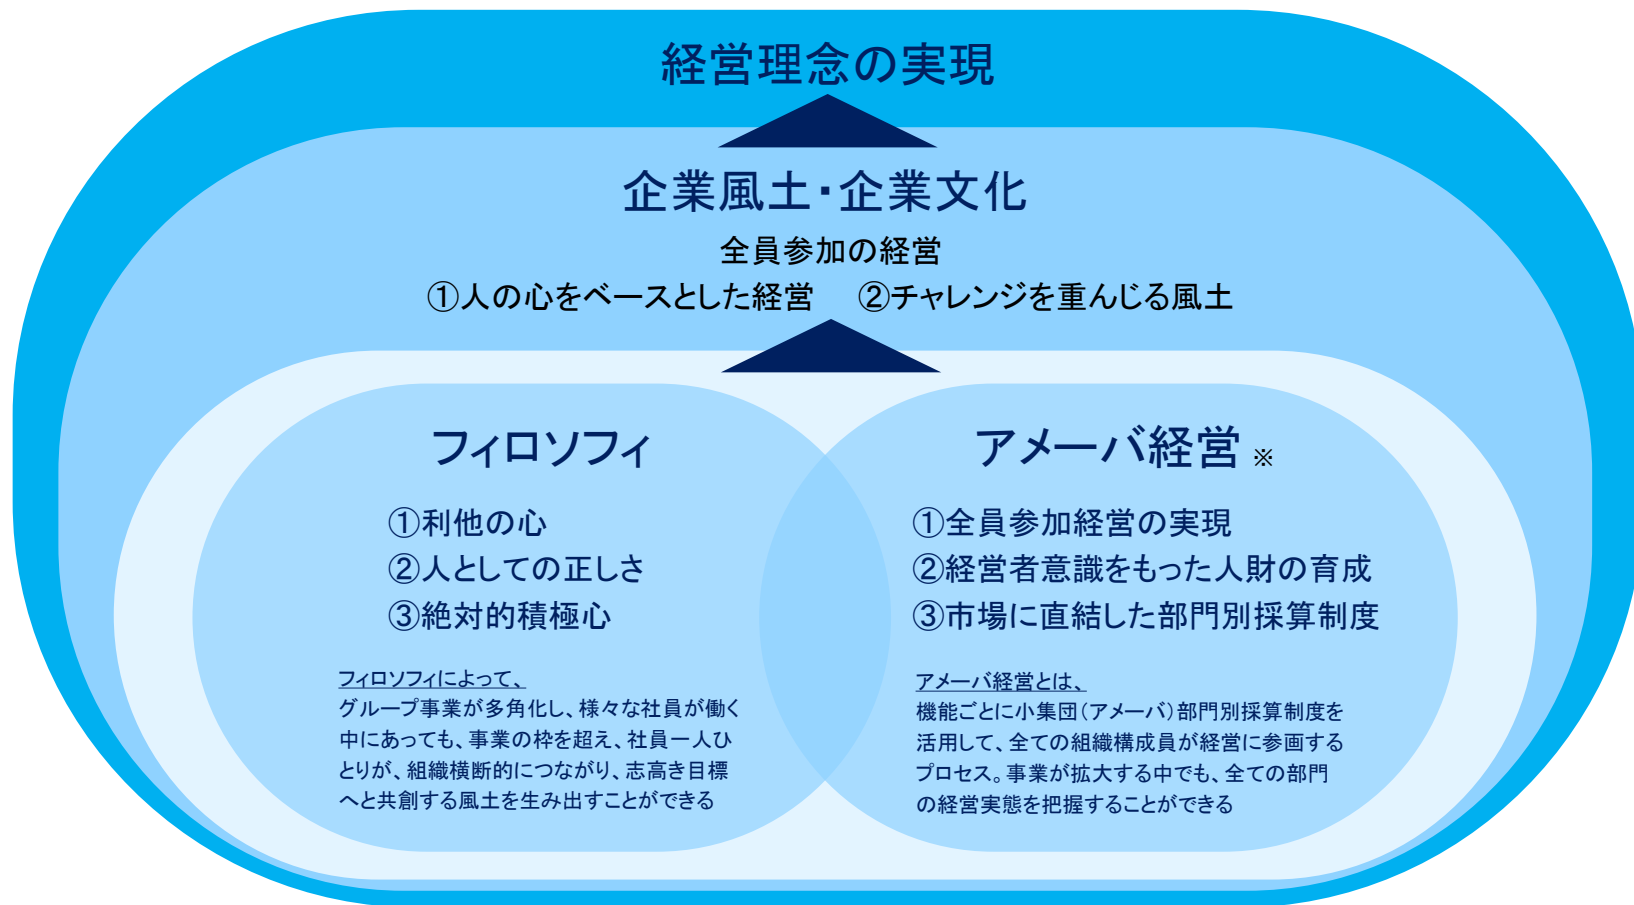 経営理念の実現
企業風土・企業文化
全員参加の経営
①人の心をベースとした経営　②チャレンジを重んじる風土
フィロソフィ
①利他の心
②人としての正しさ
③絶対的積極心
フィロソフィによって、
グループ事業が多角化し、様々な社員が働く
中にあっても、事業の枠を超え、社員一人ひ
とりが、組織横断的につながり、志高き目標
へと共創する風土を生み出すことができる
アメーバ経営 ※
①全員参加経営の実現
②経営者意識をもった人財の育成
③市場に直結した部門別採算制度
アメーバ経営とは、
機能ごとに小集団(アメーバ)部門別採算制度を
活用して、全ての組織構成員が経営に参画する
プロセス。事業が拡大する中でも、全ての部門
の経営実態を把握することができる